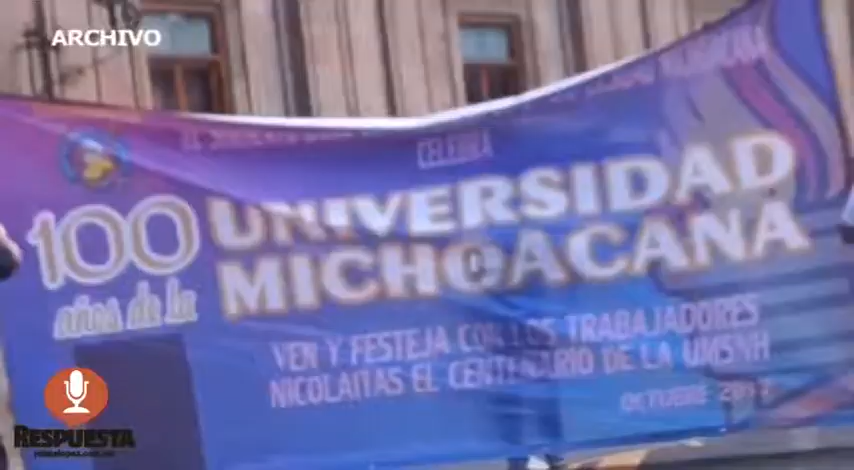 ARCHIVO
CELEBRA
100
años de la
UNIVERSIDAD
MICHOACANA
VEN Y FESTEJA CON LOS TRABAJADORES
NICOLAITAS EL CENTENARIO DE LA UMSNH
OCTUBRE
RESPUESTA